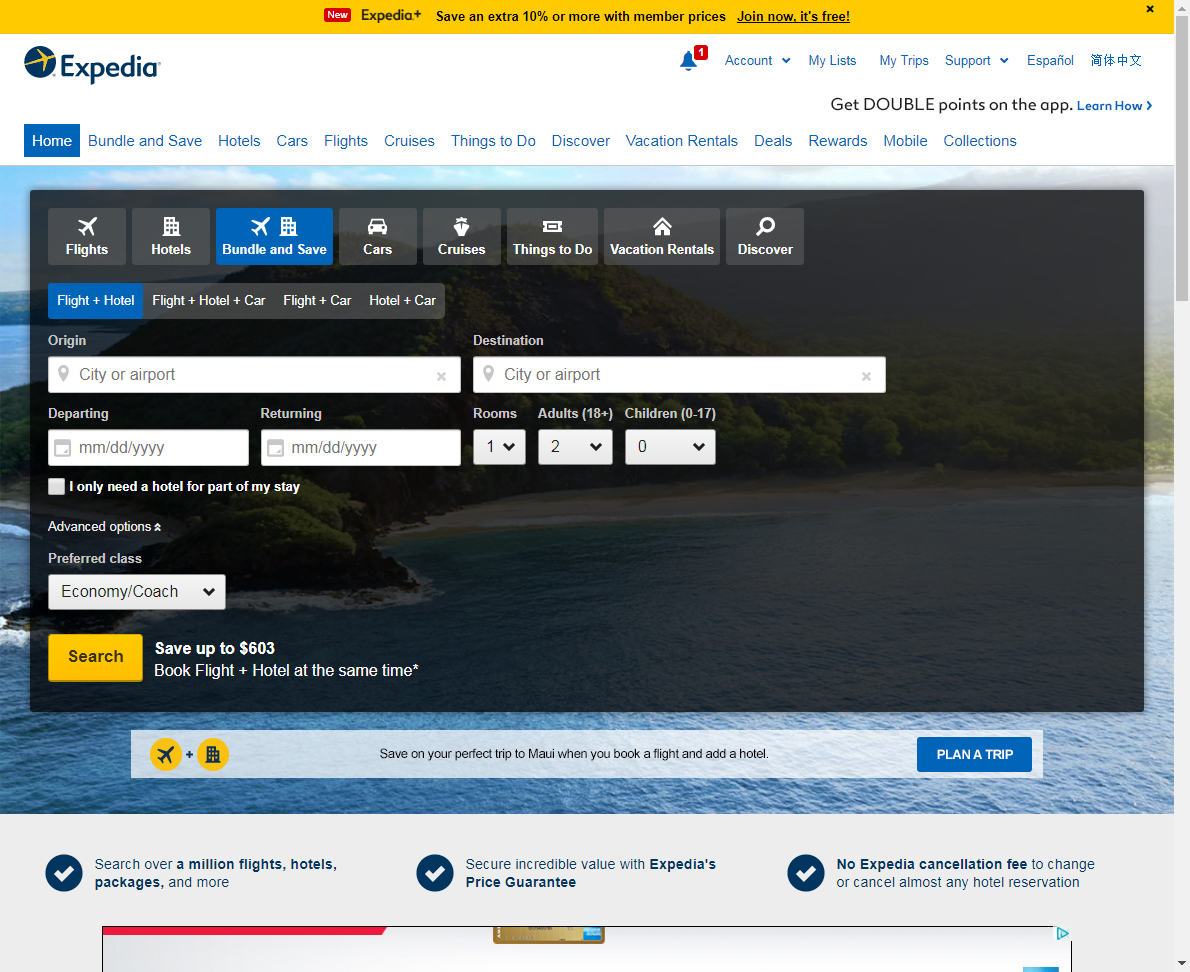 New Expedia+ Save an extra 10% or more with member prices Join now, it's free!
Expedia
1 Account My Lists My Trips Support Español 简体中文
Get DOUBLE points on the app. Learn How
Home Bundle and Save Hotels Cars Flights Cruises Things to Do Discover Vacation Rentals Deals Rewards Mobile Collections
Flights Hotels Bundle and Save Cars Cruises Things to Do Vacation Rentals Discover
Flight + Hotel Flight + Hotel + Car Flight + Car Hotel + Car
Origin Destination
City or airport City or airport
Departing Returning Rooms Adults (18+) Children (0-17)
mm/dd/yyyy mm/dd/yyyy 1 2 0
I only need a hotel for part of my stay
Advanced options
Preferred class
Economy/Coach
Search
Save up to $603
Book Flight + Hotel at the same time*
+ Save on your perfect trip to Maui when you book a flight and add a hotel. PLAN A TRIP
Search over a million flights, hotels,
packages, and more
Secure incredible value with Expedia's
Price Guarantee
No Expedia cancellation fee to change
or cancel almost any hotel reservation